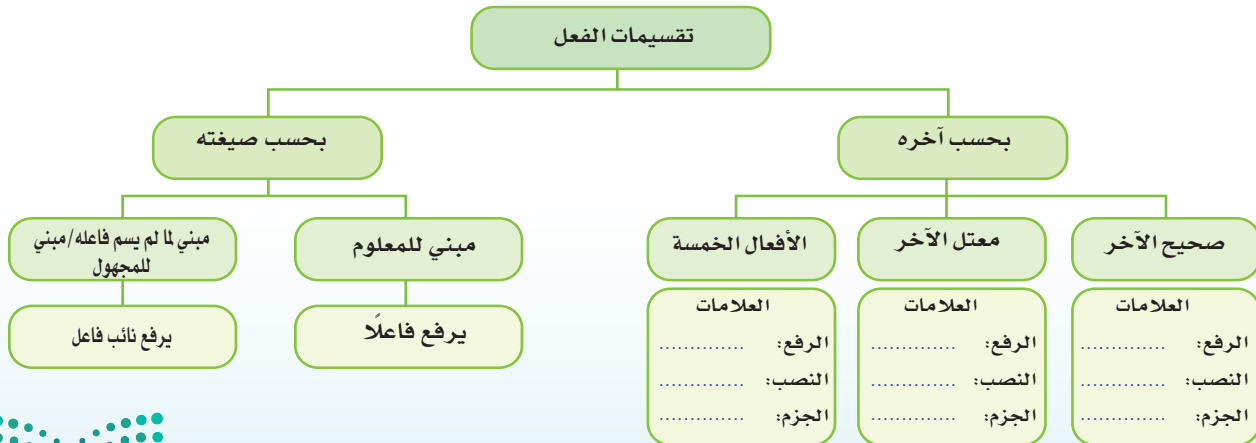 تقسيمات الفعل
بحسب آخره
بحسب صيغته
صحيح الآخر
معتل الآخر
الأفعال الخمسة
مبني للمعلوم
مبني لما لم يسم فاعله/مبني
للمجهول
العلامات
الرفع: ..............
النصب: ..............
الجزم: ..............
العلامات
الرفع: ..............
النصب: ..............
الجزم: ..............
العلامات
الرفع: ..............
النصب: ..............
الجزم: ..............
يرفع فاعلًا
يرفع نائب فاعل